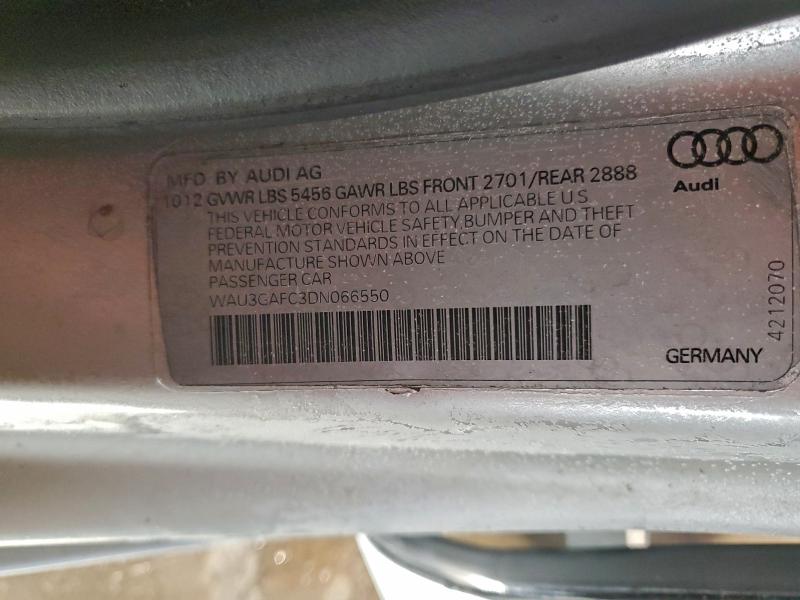 MFD BY AUDI AG
1012 GVWR LBS 5456 GAWR LBS FRONT 2701/REAR 2888
THIS VEHICLE CONFORMS TO ALL APPLICABLE U S
FEDERAL MOTOR VEHICLE SAFETY, BUMPER AND THEFT
PREVENTION STANDARDS IN EFFECT ON THE DATE OF
MANUFACTURE SHOWN ABOVE
PASSENGER CAR
WAU3GAFC3DN066550
Audi
4212070
GERMANY